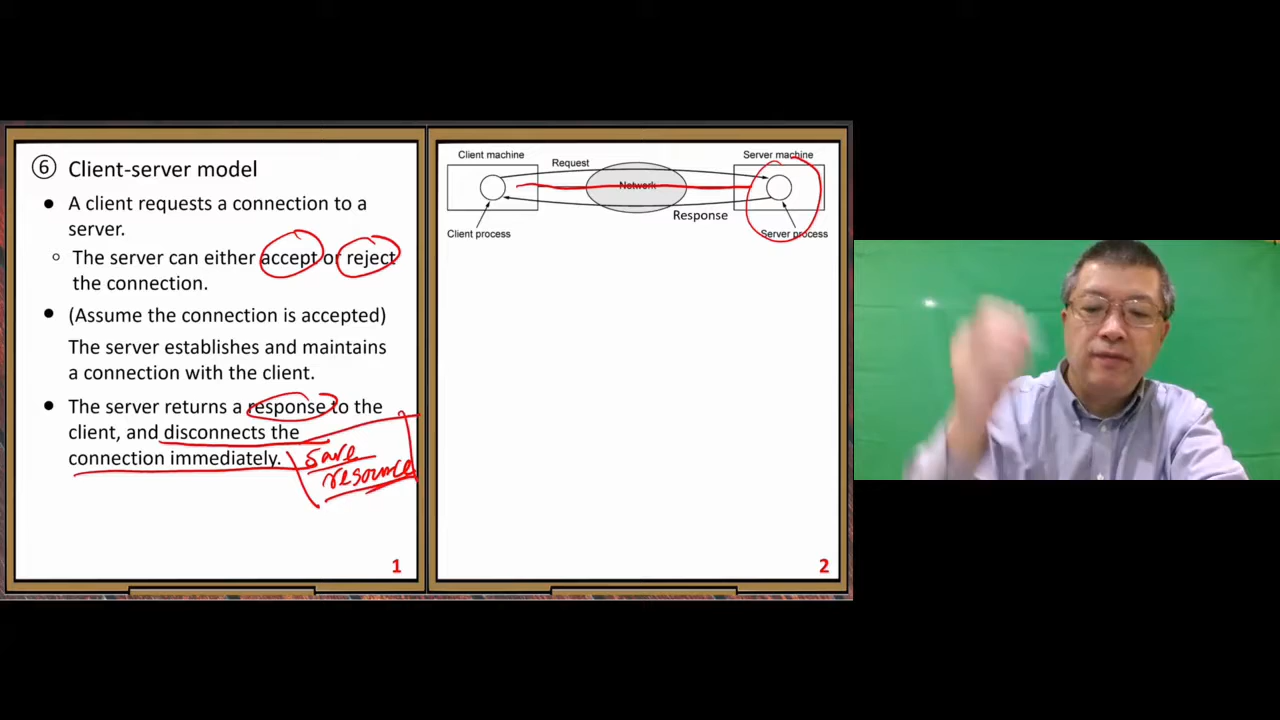 ⑥ Client-server model
● A client requests a connection to a
server.
○ The server can either accept or reject
the connection.
● (Assume the connection is accepted)
The server establishes and maintains
a connection with the client.
● The server returns a response to the
client, and disconnects the
connection immediately.
save
resource
1
Client machine
Server machine
Request
Network
Response
Client process
Server process
2